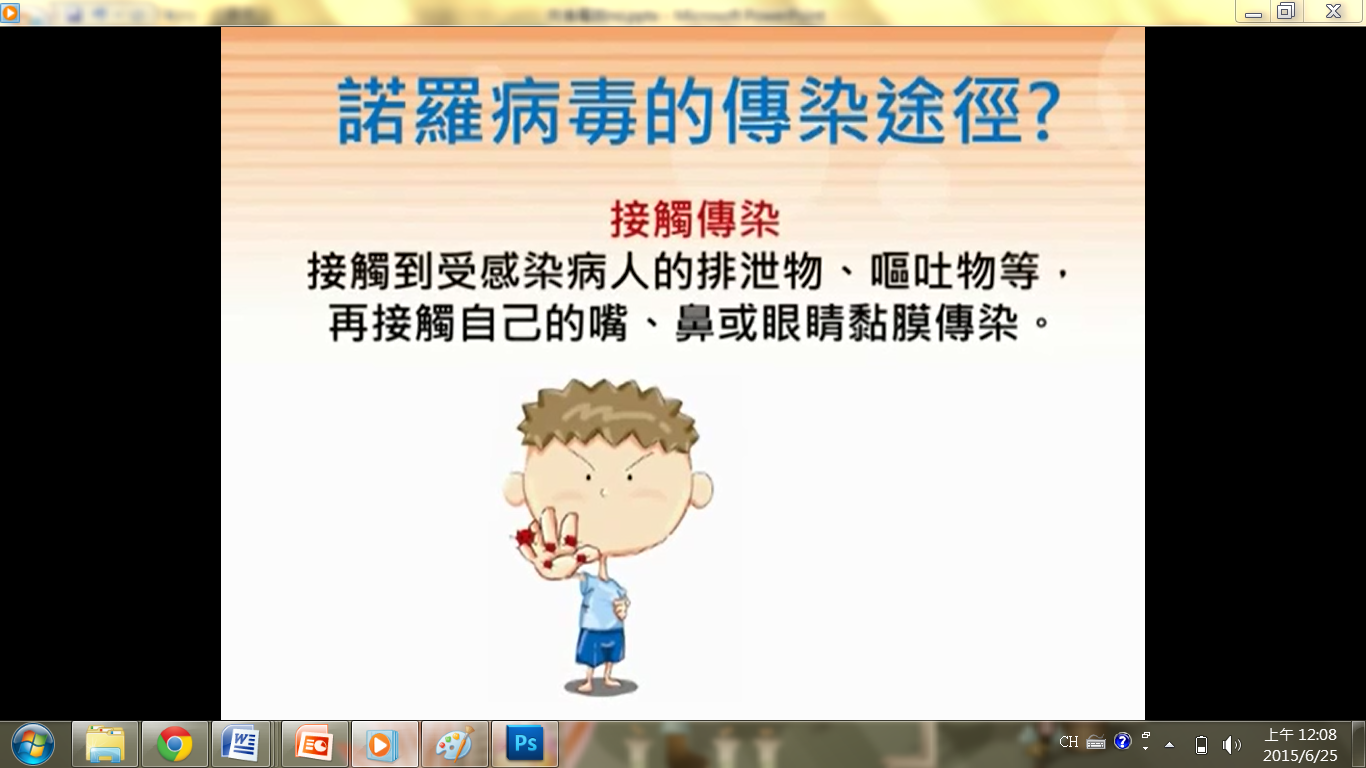 諾羅病毒的傳染途徑?
接觸傳染
接觸到受感染病人的排泄物、嘔吐物等，
再接觸自己的嘴、鼻或眼睛黏膜傳染。
Ps
CH
上午 12:08
2015/6/25